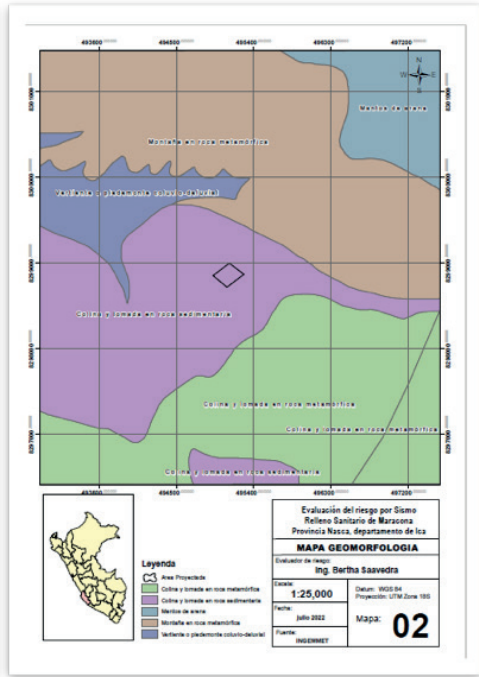 493600 494500 495400 496300 497200
N
W E
S
Mantos de arena
Montaña en roca metamórfica
Vertiente o piedemonte coluvio-deluvial
Colina y lomada en roca sedimentaria
Colina y lomada en roca metamórfica
Colina y lomada en roca metamórfica
Colina y lomada en roca sedimentaria
493600 494500 495400 496300 497200
Leyenda
Area Proyectada
Colina y lomada en roca metamórfica
Colina y lomada en roca sedimentaria
Mantos de arena
Montaña en roca metamórfica
Vertiente o piedemonte coluvio-deluvial
Evaluación del riesgo por Sismo
Relleno Sanitario de Maracona
Provincia Nasca, departamento de Ica
MAPA GEOMORFOLOGIA
Evaluador de riesgo:
Ing. Bertha Saavedra
Escala:
1:25,000
Datum: WGS 84
Proyección: UTM Zone 18S
Fecha:
julio 2022
Mapa: 02
Fuente:
INGEMMET